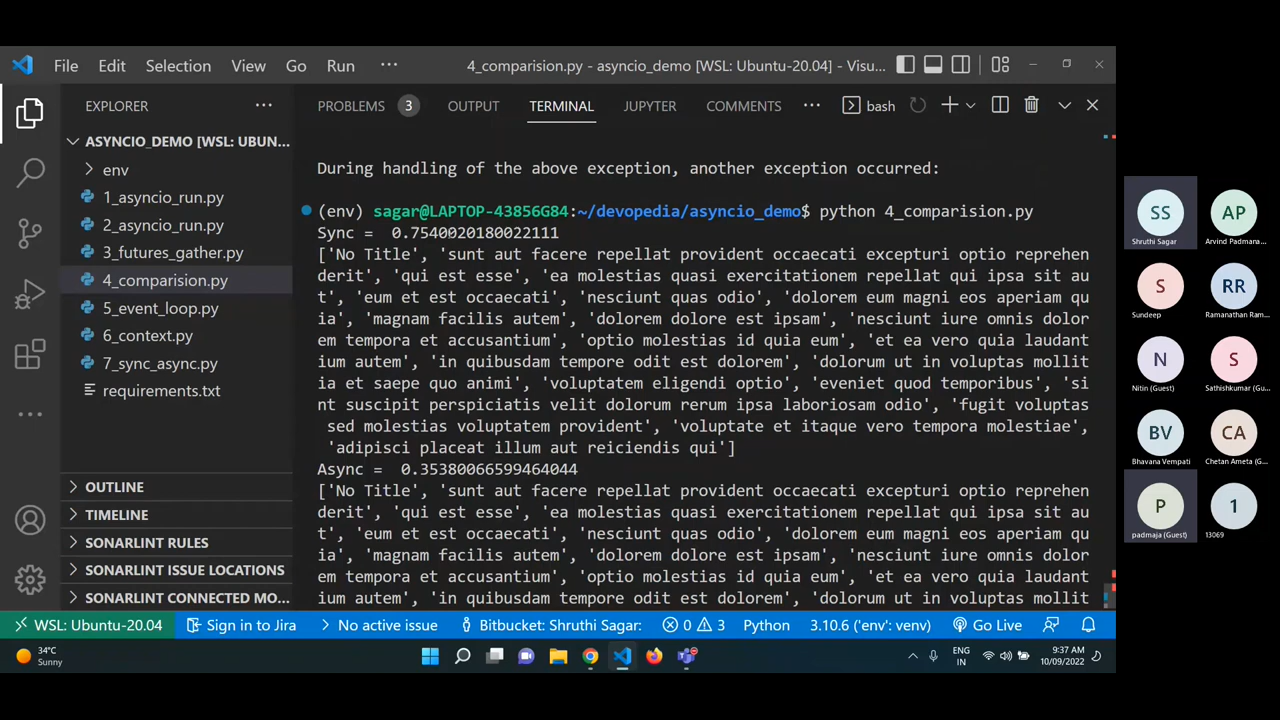 File Edit Selection View Go Run ··· 4_comparision.py - asyncio_demo [WSL: Ubuntu-20.04] - Visu...
EXPLORER ···
PROBLEMS 3 OUTPUT TERMINAL JUPYTER COMMENTS ··· bash
ASYNCIO_DEMO [WSL: UBUN...
env
1_asyncio_run.py
2_asyncio_run.py
3_futures_gather.py
4_comparision.py
5_event_loop.py
6_context.py
7_sync_async.py
requirements.txt
OUTLINE
TIMELINE
SONARLINT RULES
SONARLINT ISSUE LOCATIONS
SONARLINT CONNECTED MO...
During handling of the above exception, another exception occurred:
(env) sagar@LAPTOP-43856G84:~/devopedia/asyncio_demo$ python 4_comparision.py
Sync =  0.7540020180022111
['No Title', 'sunt aut facere repellat provident occaecati excepturi optio reprehen
derit', 'qui est esse', 'ea molestias quasi exercitationem repellat qui ipsa sit au
t', 'eum et est occaecati', 'nesciunt quas odio', 'dolorem eum magni eos aperiam qu
ia', 'magnam facilis autem', 'dolorem dolore est ipsam', 'nesciunt iure omnis dolor
em tempora et accusantium', 'optio molestias id quia eum', 'et ea vero quia laudant
ium autem', 'in quibusdam tempore odit est dolorem', 'dolorum ut in voluptas mollit
ia et saepe quo animi', 'voluptatem eligendi optio', 'eveniet quod temporibus', 'si
nt suscipit perspiciatis velit dolorum rerum ipsa laboriosam odio', 'fugit voluptas
 sed molestias voluptatem provident', 'voluptate et itaque vero tempora molestiae',
 'adipisci placeat illum aut reiciendis qui']
Async =  0.35380066599464044
['No Title', 'sunt aut facere repellat provident occaecati excepturi optio reprehen
derit', 'qui est esse', 'ea molestias quasi exercitationem repellat qui ipsa sit au
t', 'eum et est occaecati', 'nesciunt quas odio', 'dolorem eum magni eos aperiam qu
ia', 'magnam facilis autem', 'dolorem dolore est ipsam', 'nesciunt iure omnis dolor
em tempora et accusantium', 'optio molestias id quia eum', 'et ea vero quia laudant
ium autem', 'in quibusdam tempore odit est dolorem', 'dolorum ut in voluptas mollit
WSL: Ubuntu-20.04 Sign in to Jira No active issue Bitbucket: Shruthi Sagar: 0 3 Python 3.10.6 ('env': venv) Go Live
34°C
Sunny
ENG
IN
9:37 AM
10/09/2022
SS AP
Shruthi Sagar Arvind Padmana...
S RR
Sundeep Ramanathan Ram...
N S
Nitin (Guest) Sathishkumar (Gu...
BV CA
Bhavana Vempati Chetan Ameta (G...
P 1
padmaja (Guest) 13069